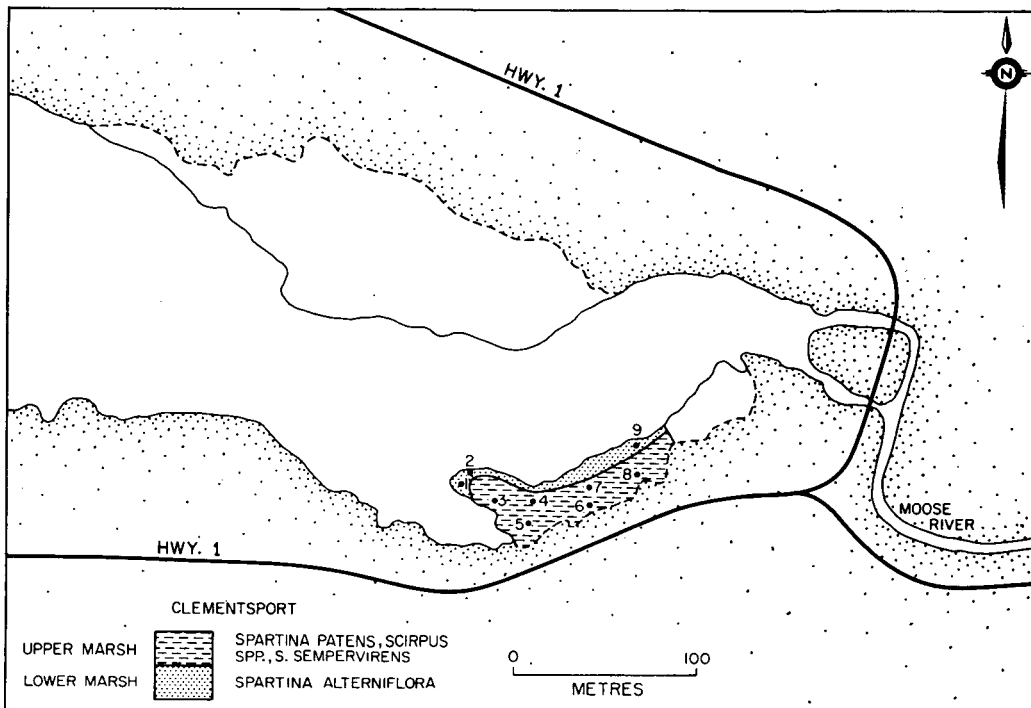 HWY. 1
N
9
2
1
8
7
3
4
6
5
MOOSE
RIVER
HWY. 1
CLEMENTSPORT
UPPER MARSH
SPARTINA PATENS, SCIRPUS
SPP., S. SEMPERVIRENS
LOWER MARSH
SPARTINA ALTERNIFLORA
0 100
METRES